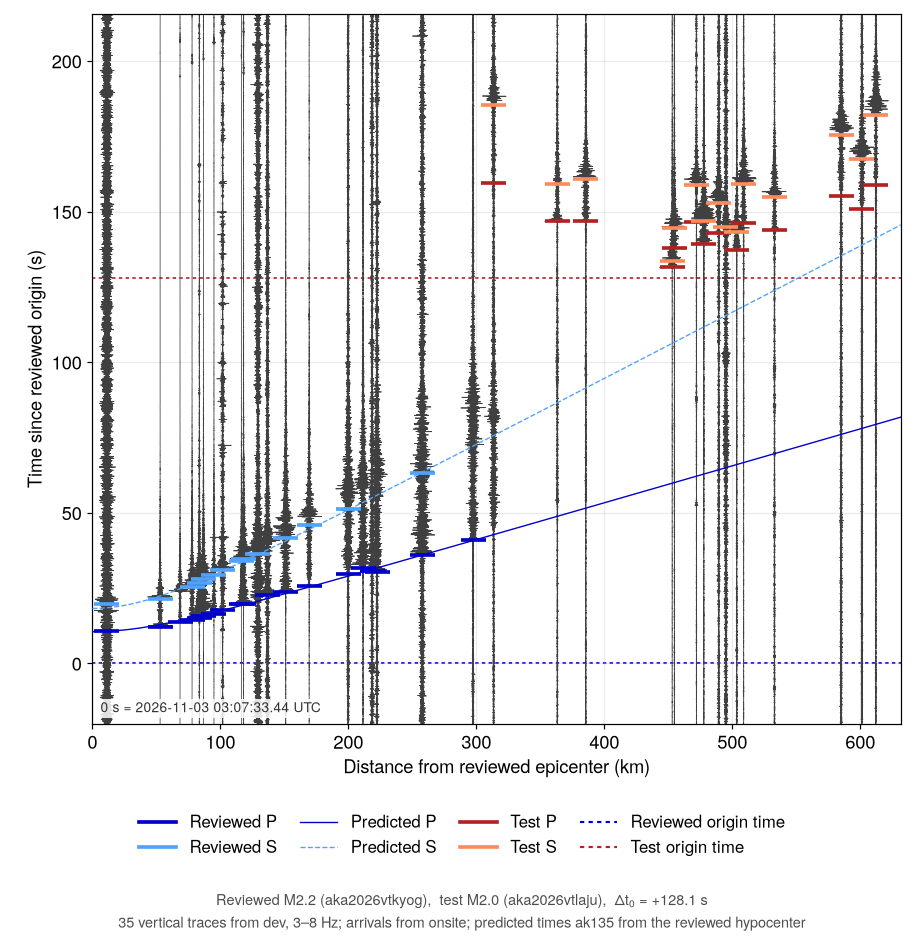 200
150
100
50
0
Time since reviewed origin (s)
0 s = 2026-11-03 03:07:33.44 UTC
0 100 200 300 400 500 600
Distance from reviewed epicenter (km)
Reviewed P Predicted P Test P Reviewed origin time
Reviewed S Predicted S Test S Test origin time
Reviewed M2.2 (aka2026vtkyog), test M2.0 (aka2026vtlaju), Δt₀ = +128.1 s
35 vertical traces from dev, 3–8 Hz; arrivals from onsite; predicted times ak135 from the reviewed hypocenter